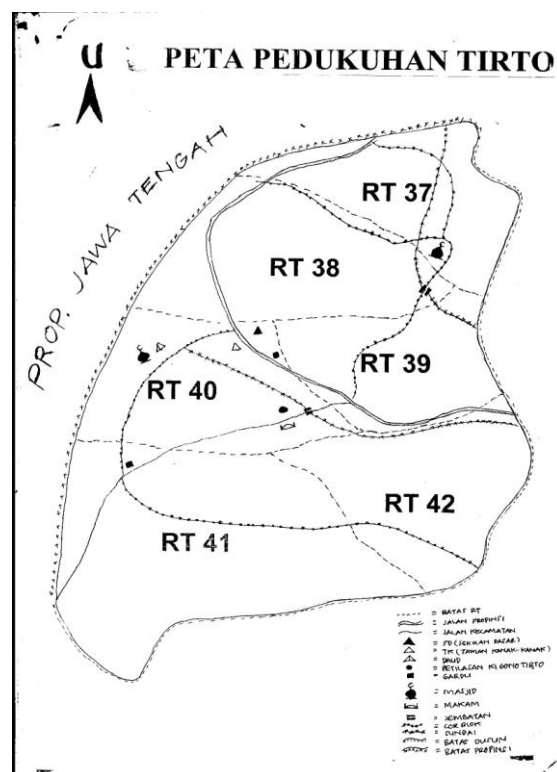 U
PETA PEDUKUHAN TIRTO
PROP. JAWA TENGAH
RT 37
RT 38
RT 39
RT 40
RT 42
RT 41
= BATAS RT
= JALAN PROPINSI
= JALAN KECAMATAN
= SD (SEKOLAH DASAR)
= TK (TAMAN KANAK-KANAK)
= PAUD
= PETILASAN KI GONO TIRTO
= GARDU
= MASJID
= MAKAM
= JEMBATAN
= COR BLOK
= SUNGAI
= BATAS DUSUN
= BATAS PROPINSI